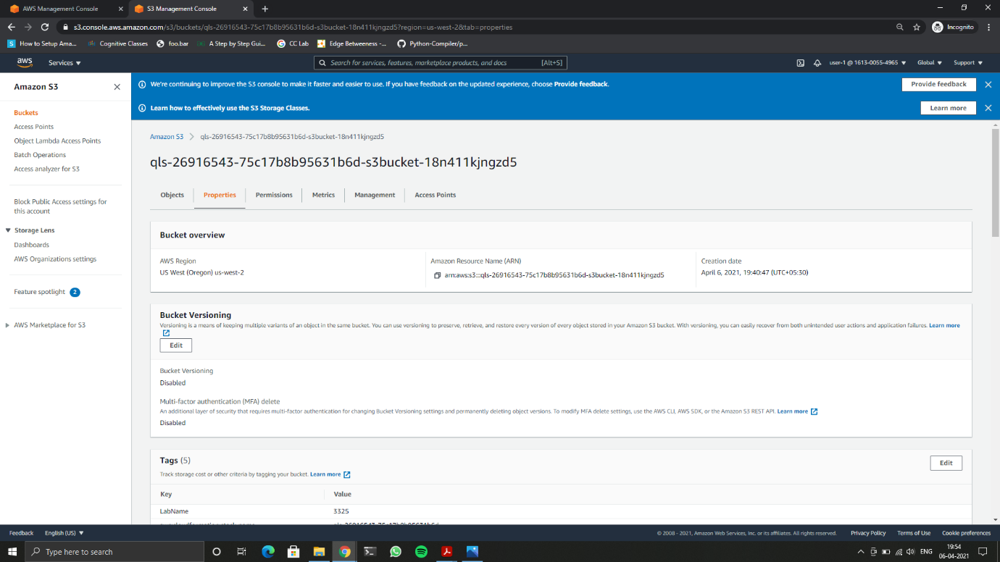 AWS Management Console
S3 Management Console
s3.console.aws.amazon.com/s3/buckets/qls-26916543-75c17b8b95631b6d-s3bucket-18n411kjngzd5?region=us-west-2&tab=properties
Incognito
How to Setup Ama...
Cognitive Classes
foo.bar
A Step by Step Gui...
CC Lab
Edge Betweeness -...
Python-Compiler/p...
aws
Services
Search for services, features, marketplace products, and docs
[Alt+S]
user-1 @ 1613-0055-4965
Global
Support
Amazon S3
Buckets
Access Points
Object Lambda Access Points
Batch Operations
Access analyzer for S3
Block Public Access settings for
this account
Storage Lens
Dashboards
AWS Organizations settings
Feature spotlight 2
AWS Marketplace for S3
We're continuing to improve the S3 console to make it faster and easier to use. If you have feedback on the updated experience, choose Provide feedback.
Provide feedback
Learn how to effectively use the S3 Storage Classes.
Learn more
Amazon S3 > qls-26916543-75c17b8b95631b6d-s3bucket-18n411kjngzd5
qls-26916543-75c17b8b95631b6d-s3bucket-18n411kjngzd5
Objects
Properties
Permissions
Metrics
Management
Access Points
Bucket overview
AWS Region
US West (Oregon) us-west-2
Amazon Resource Name (ARN)
arn:aws:s3:::qls-26916543-75c17b8b95631b6d-s3bucket-18n411kjngzd5
Creation date
April 6, 2021, 19:40:47 (UTC+05:30)
Bucket Versioning
Versioning is a means of keeping multiple variants of an object in the same bucket. You can use versioning to preserve, retrieve, and restore every version of every object stored in your Amazon S3 bucket. With versioning, you can easily recover from both unintended user actions and application failures. Learn more
Edit
Bucket Versioning
Disabled
Multi-factor authentication (MFA) delete
An additional layer of security that requires multi-factor authentication for changing Bucket Versioning settings and permanently deleting object versions. To modify MFA delete settings, use the AWS CLI, AWS SDK, or the Amazon S3 REST API. Learn more
Disabled
Tags (5)
Edit
Track storage cost or other criteria by tagging your bucket. Learn more
Key
Value
LabName
3325
Feedback
English (US)
© 2008 - 2021, Amazon Web Services, Inc. or its affiliates. All rights reserved.
Privacy Policy
Terms of Use
Cookie preferences
Type here to search
ENG
19:54
06-04-2021